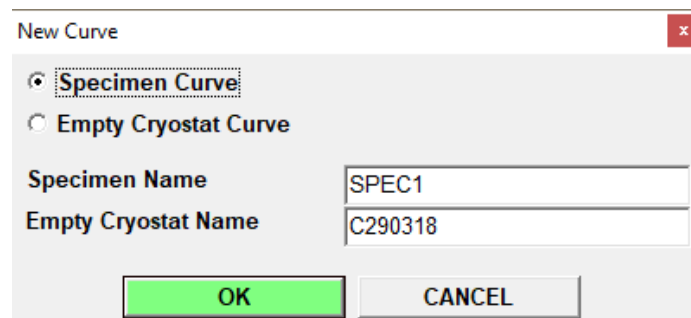 New Curve
x
Specimen Curve
Empty Cryostat Curve
Specimen Name SPEC1
Empty Cryostat Name C290318
OK CANCEL